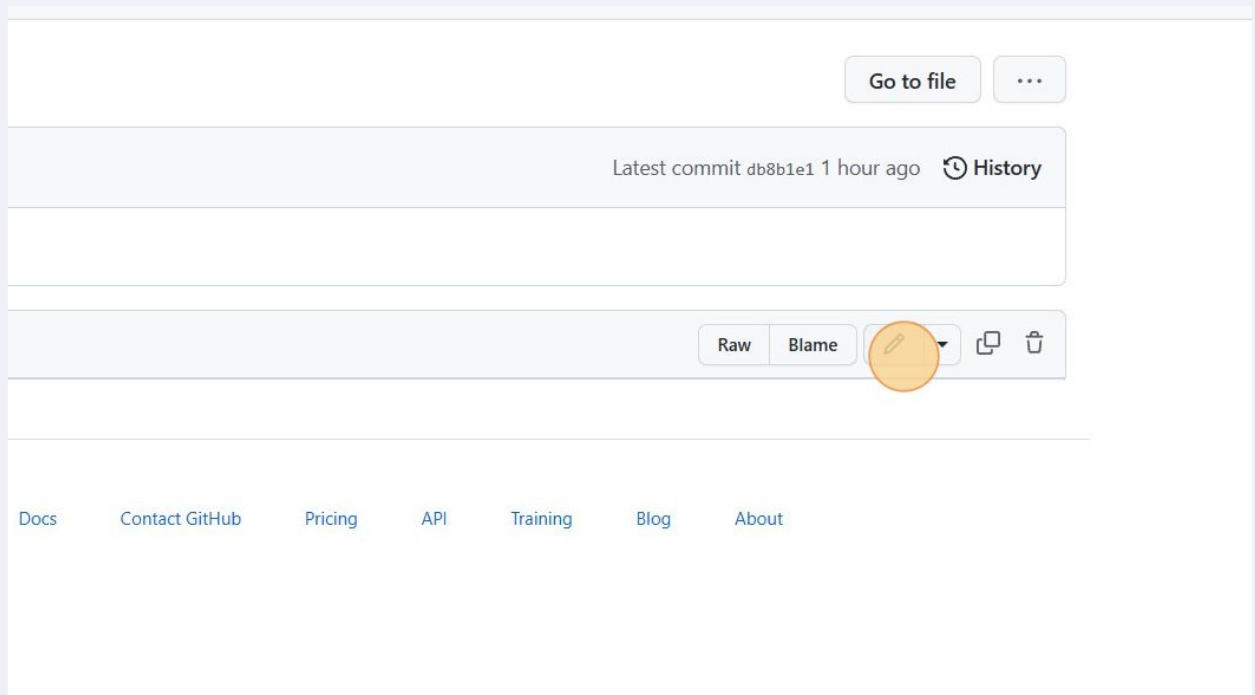 Go to file ···
Latest commit db8b1e1 1 hour ago History
Raw Blame
Docs Contact GitHub Pricing API Training Blog About